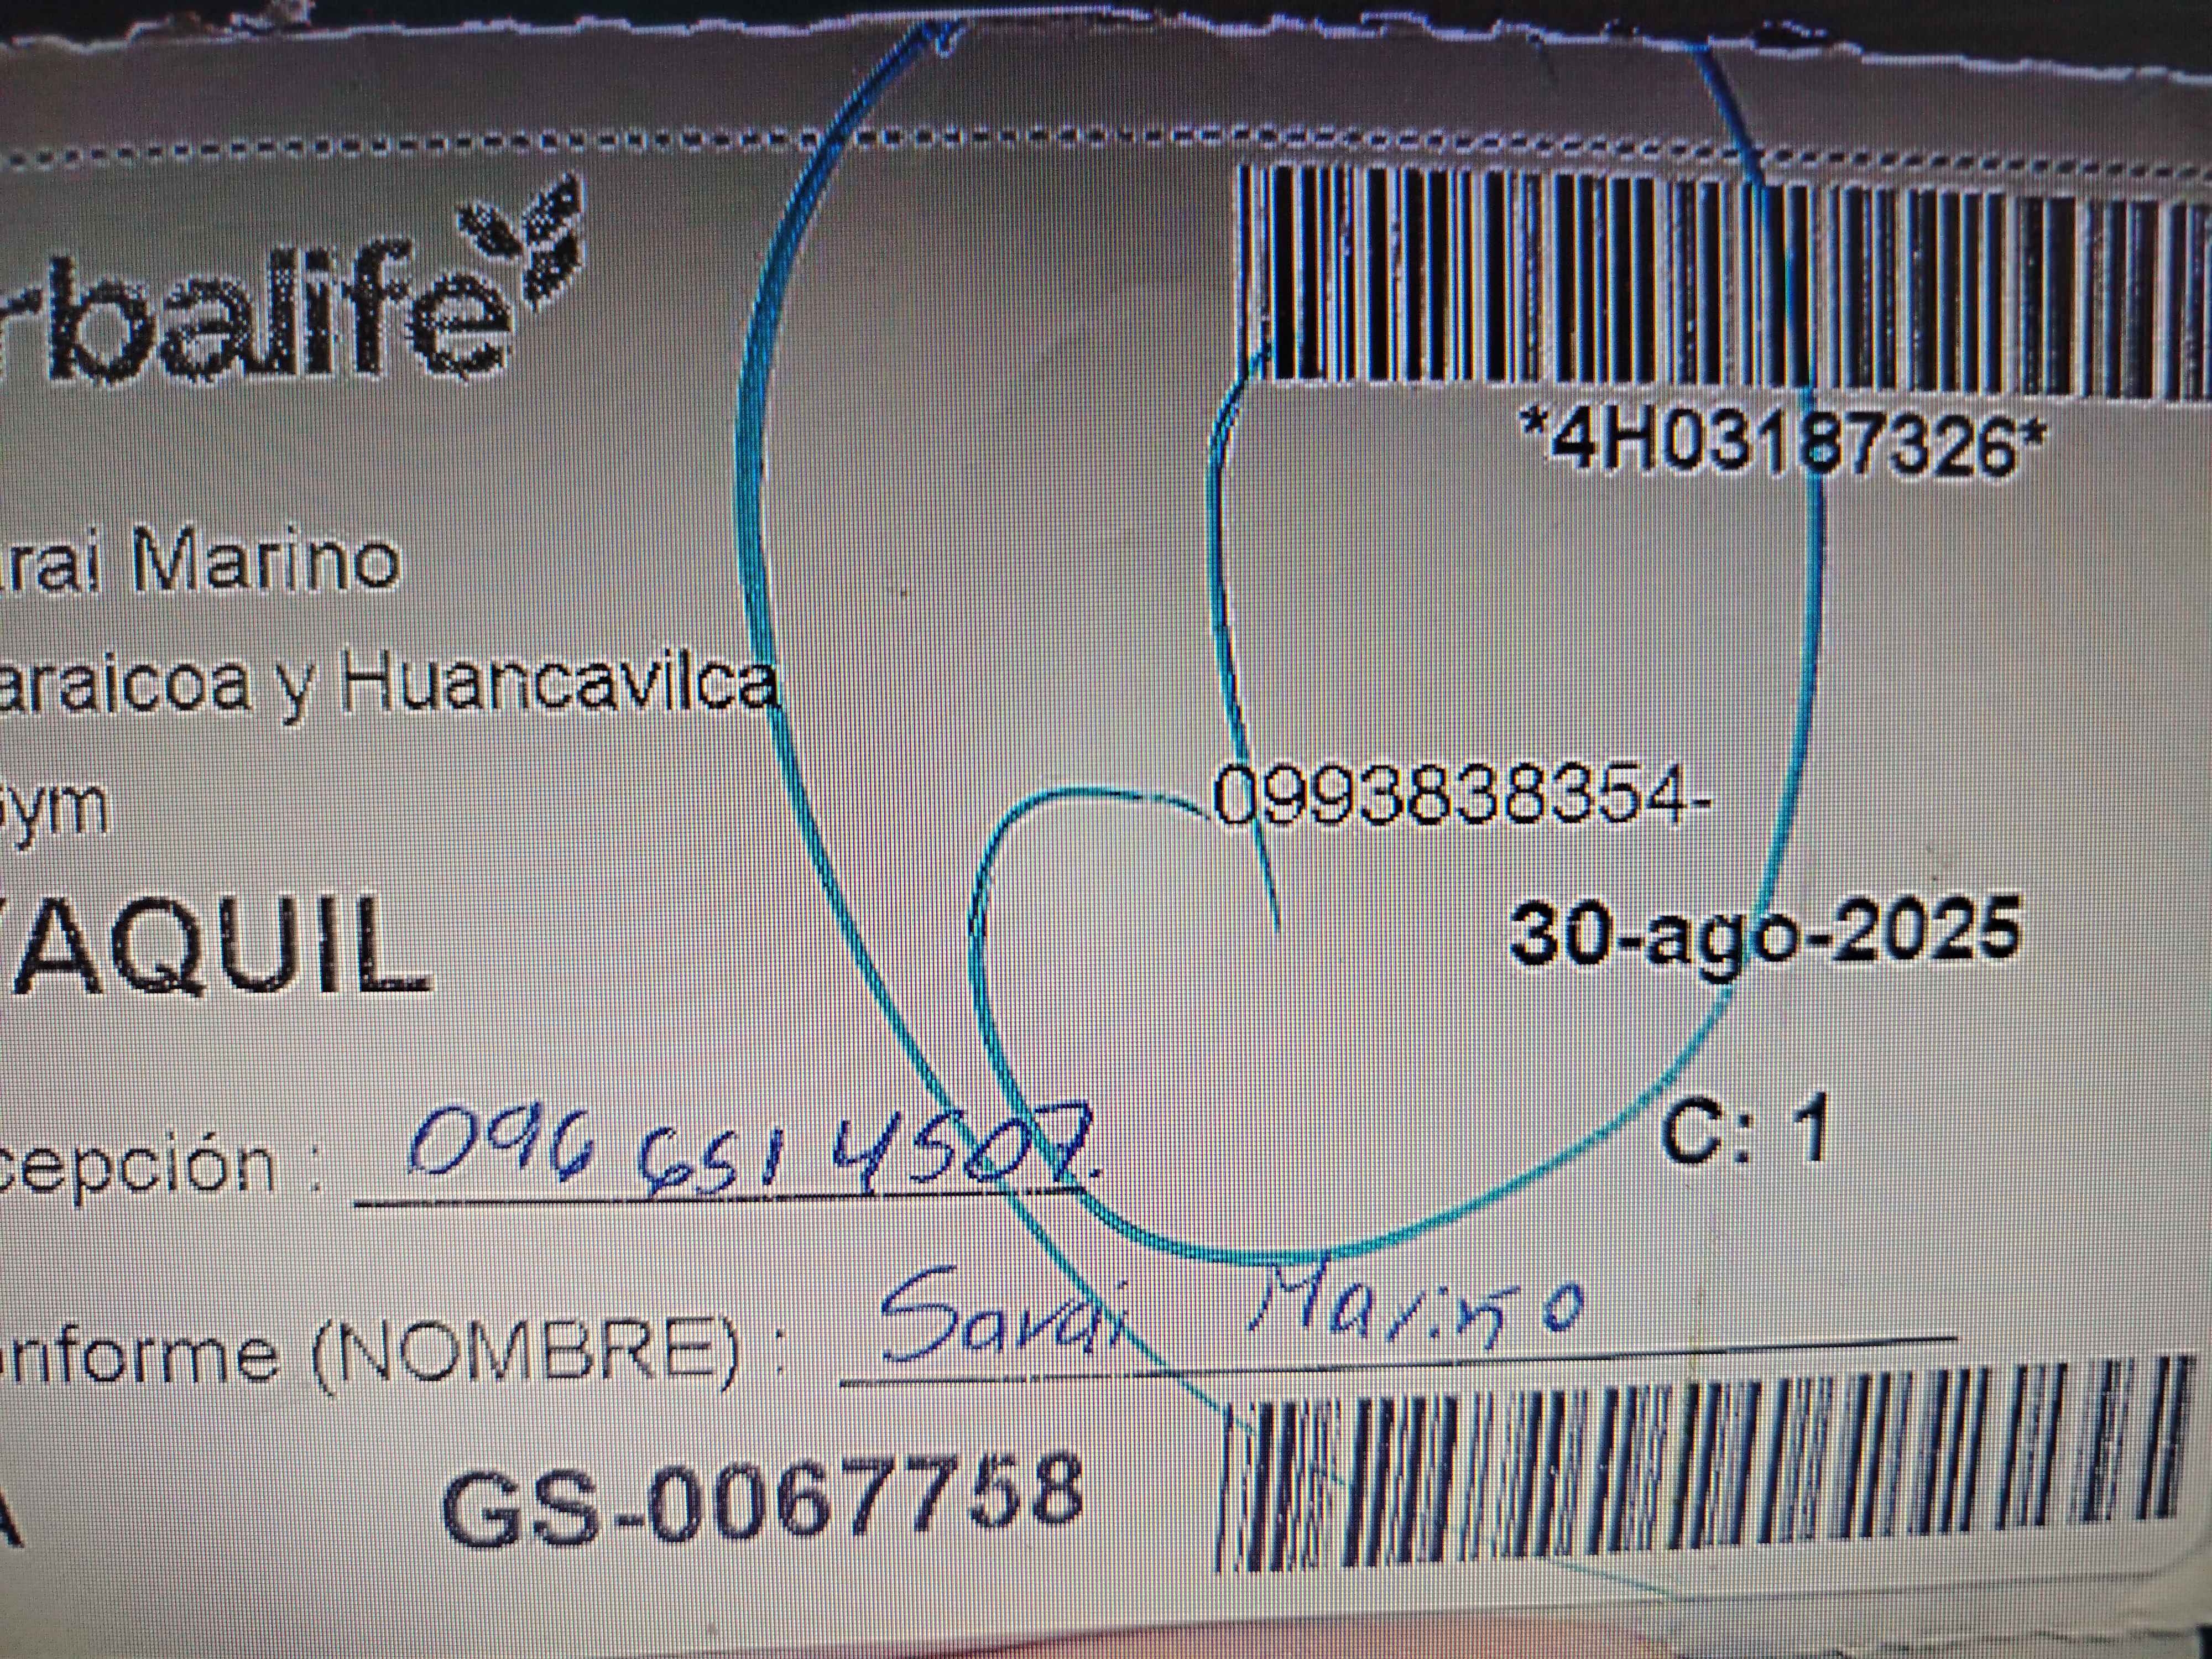 rbalife
*4H03187326*
rai Marino
araicoa y Huancavilca
0993838354-
ym
AQUIL
30-ago-2025
C: 1
cepción : 096 651 4507.
nforme (NOMBRE) : Sarai Mariño
GS-0067758